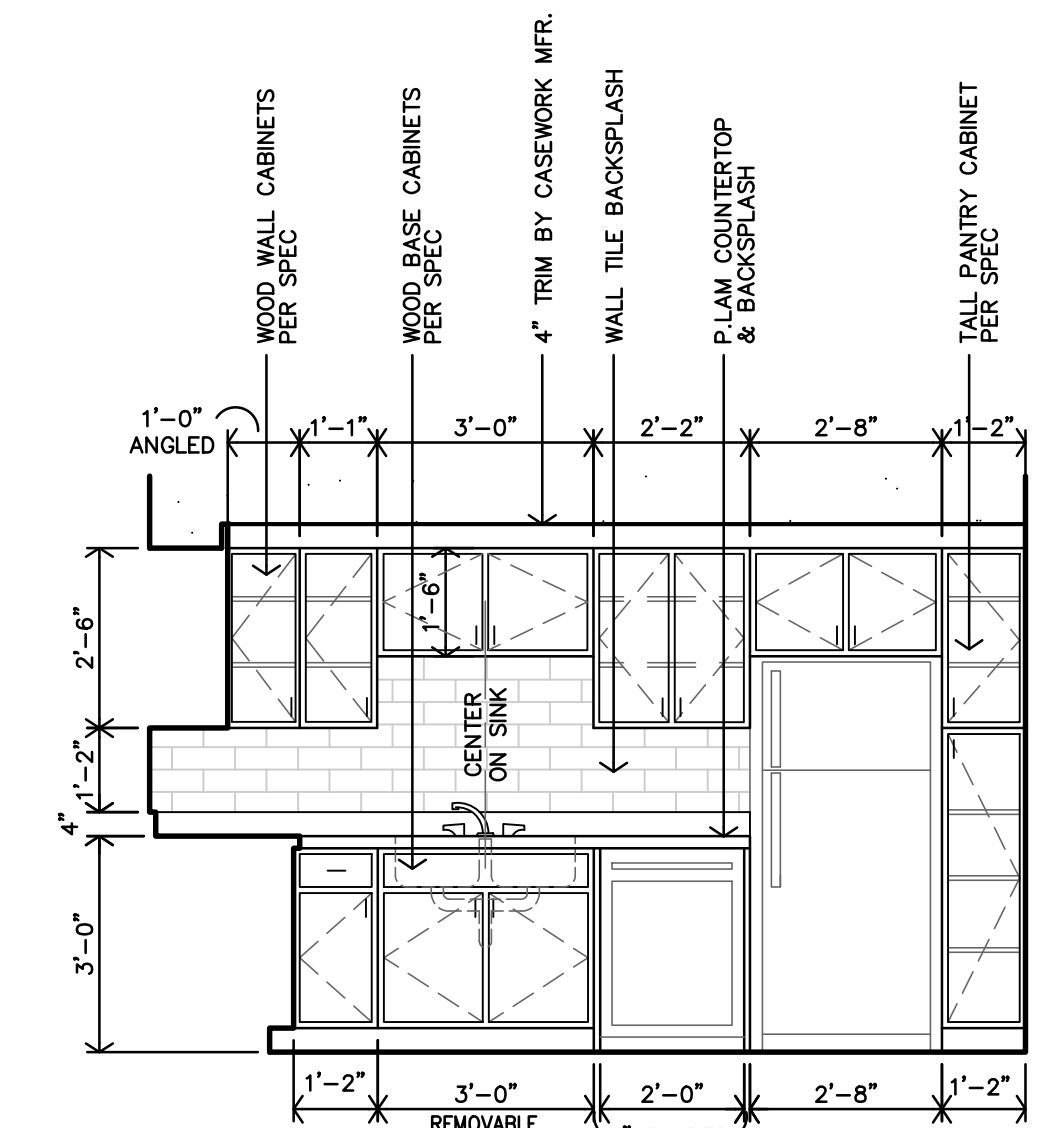 WOOD WALL CABINETS
PER SPEC
WOOD BASE CABINETS
PER SPEC
4" TRIM BY CASEWORK MFR.
WALL TILE BACKSPLASH
P.LAM COUNTERTOP
& BACKSPLASH
TALL PANTRY CABINET
PER SPEC
1'-0"
ANGLED
1'-1"
3'-0"
2'-2"
2'-8"
1'-2"
2'-6"
1'-6"
CENTER
ON SINK
1'-2"
4"
3'-0"
1'-2"
3'-0"
2'-0"
2'-8"
1'-2"
REMOVABLE